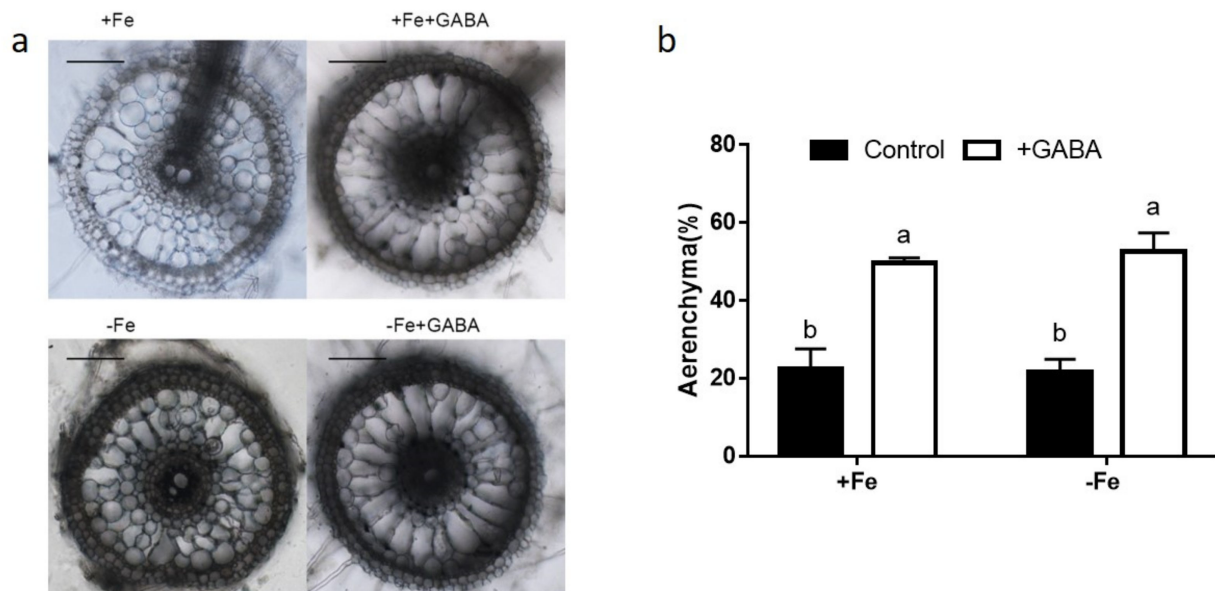 a
+Fe
+Fe+GABA
-Fe
-Fe+GABA
b
Control
+GABA
Aerenchyma(%)
80
60
40
20
0
b
a
b
a
+Fe
-Fe